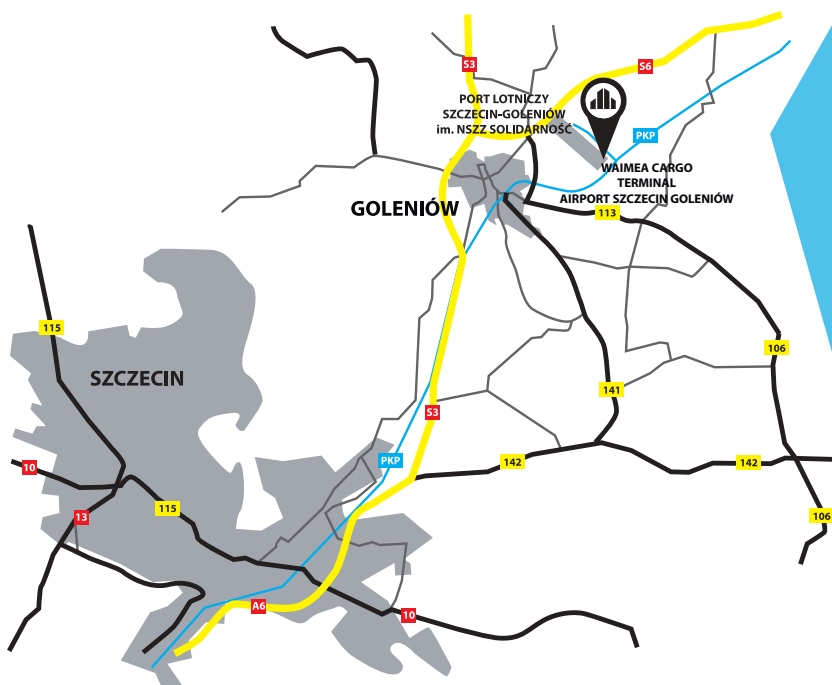 S3
S6
PORT LOTNICZY
SZCZECIN-GOLENIÓW
im. NSZZ SOLIDARNOŚĆ
PKP
WAIMEA CARGO
TERMINAL
AIRPORT SZCZECIN GOLENIÓW
GOLENIÓW
113
115
106
SZCZECIN
141
S3
PKP
142
142
10
115
13
106
A6
10